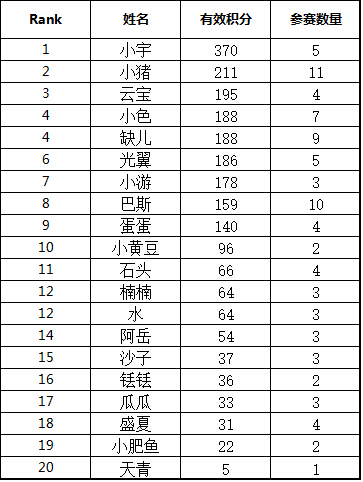 Rank 姓名 有效积分 参赛数量
1 小宇 370 5
2 小猪 211 11
3 云宝 195 4
4 小色 188 7
4 缺儿 188 9
6 光翼 186 5
7 小游 178 3
8 巴斯 159 10
9 蛋蛋 140 4
10 小黄豆 96 2
11 石头 66 4
12 楠楠 64 3
12 水 64 3
14 阿岳 54 3
15 沙子 37 3
16 铥铥 36 2
17 瓜瓜 33 3
18 盛夏 31 4
19 小肥鱼 22 2
20 天青 5 1